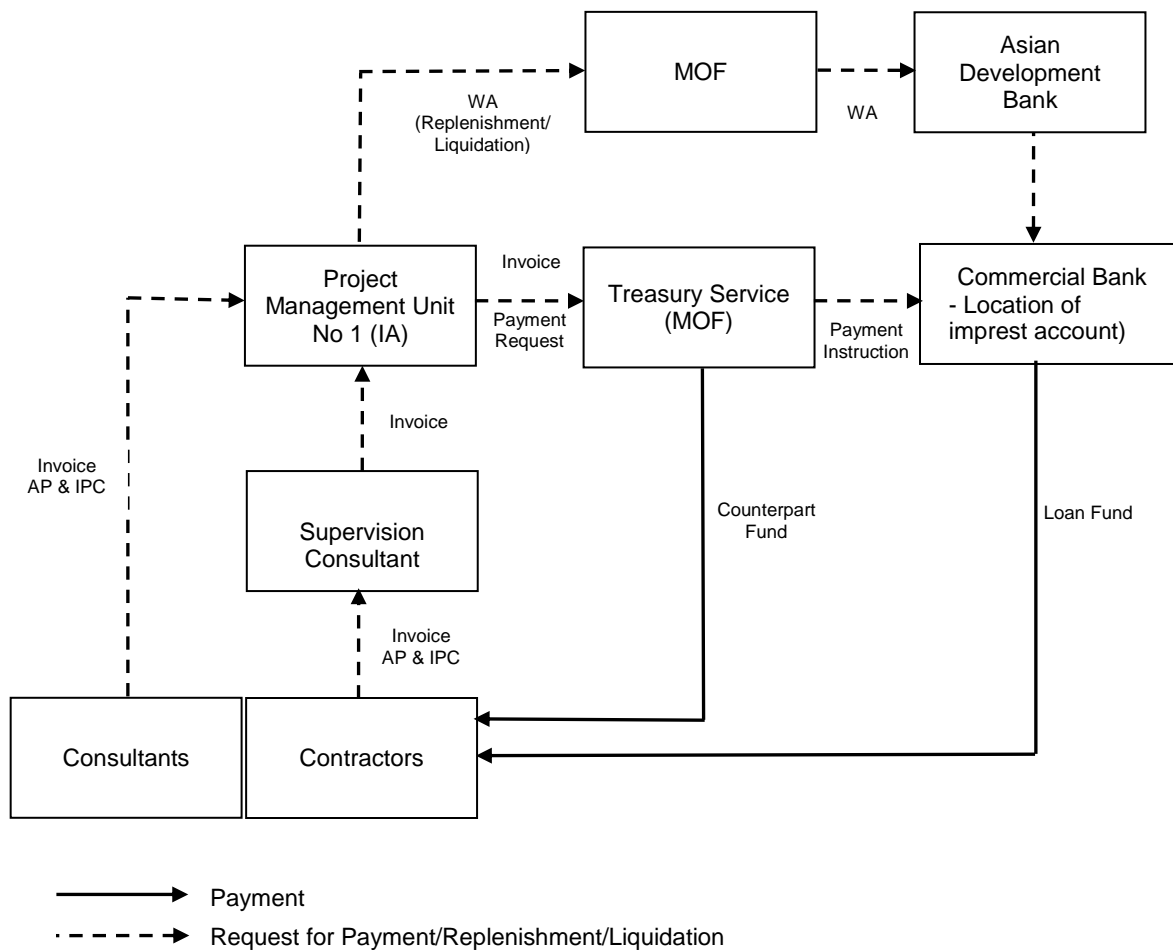 MOF
Asian
Development
Bank
WA
(Replenishment/
Liquidation)
WA
Project
Management Unit
No 1 (IA)
Invoice
Payment
Request
Treasury Service
(MOF)
Payment
Instruction
Commercial Bank
- Location of
imprest account)
Invoice
Invoice
AP & IPC
Supervision
Consultant
Counterpart
Fund
Loan Fund
Invoice
AP & IPC
Consultants
Contractors
Payment
Request for Payment/Replenishment/Liquidation